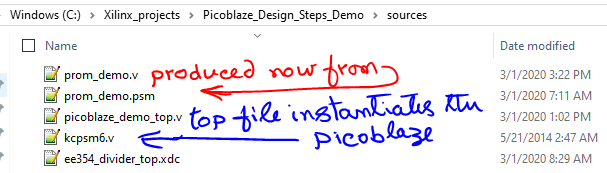 Windows (C:) > Xilinx_projects > Picoblaze_Design_Steps_Demo > sources
Name Date modified
prom_demo.v produced now from 3/1/2020 3:22 PM
prom_demo.psm 3/1/2020 7:11 AM
picoblaze_demo_top.v top file instantiates the 3/1/2020 1:02 PM
kcpsm6.v picoblaze 5/21/2014 2:47 AM
ee354_divider_top.xdc 3/1/2020 8:29 AM